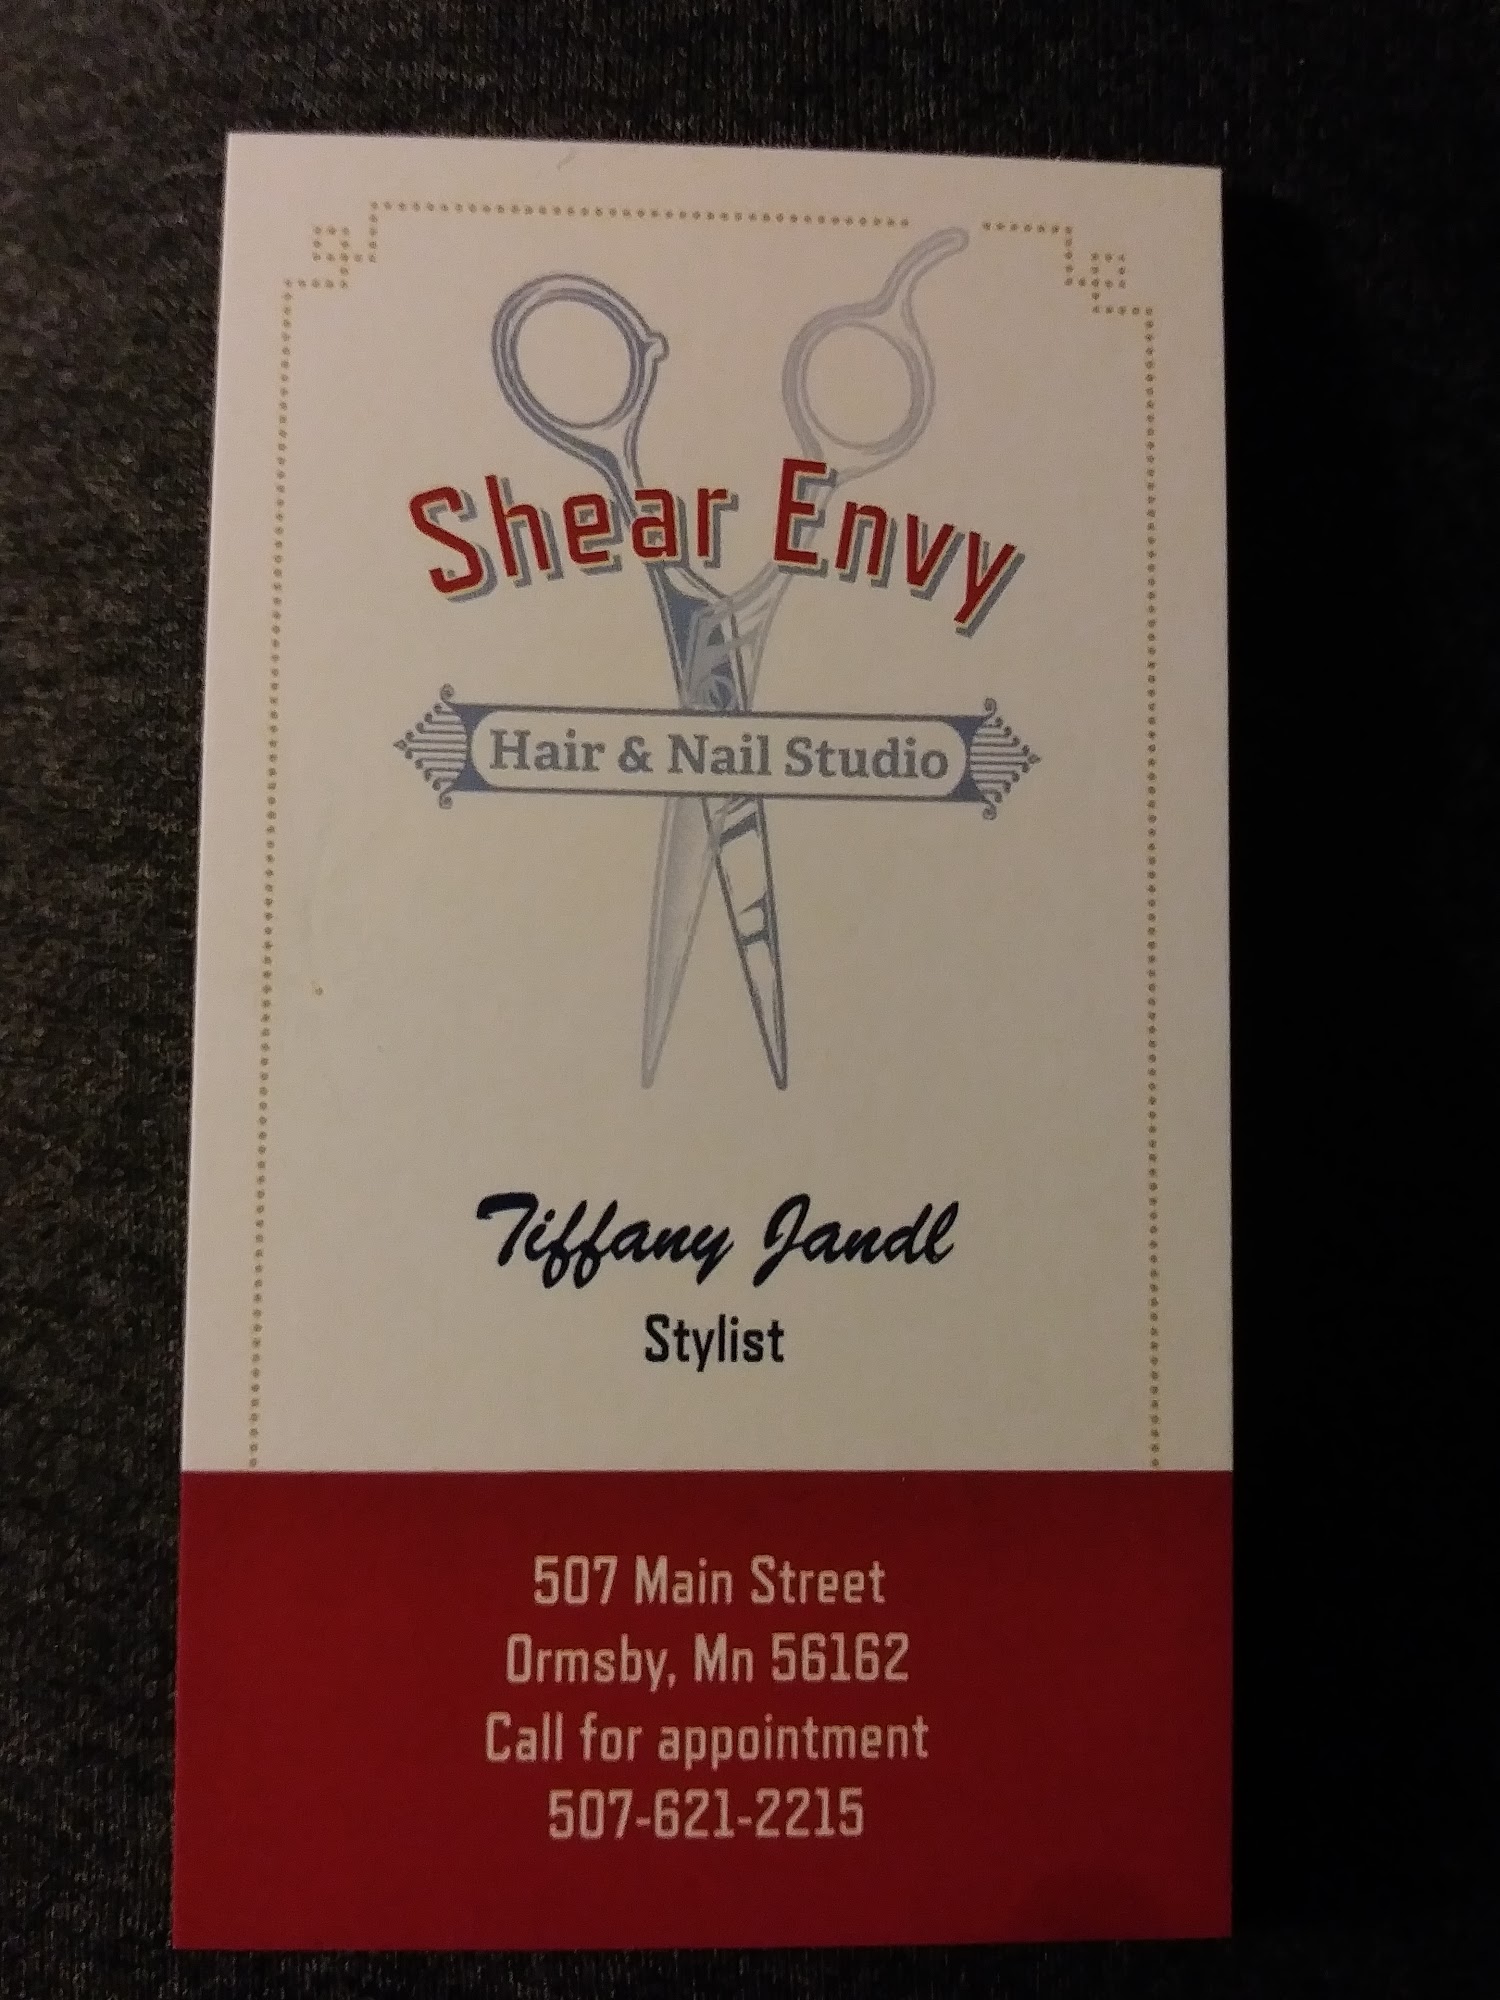 Shear Envy
Hair & Nail Studio
Tiffany Jandl
Stylist
507 Main Street
Ormsby, Mn 56162
Call for appointment
507-621-2215